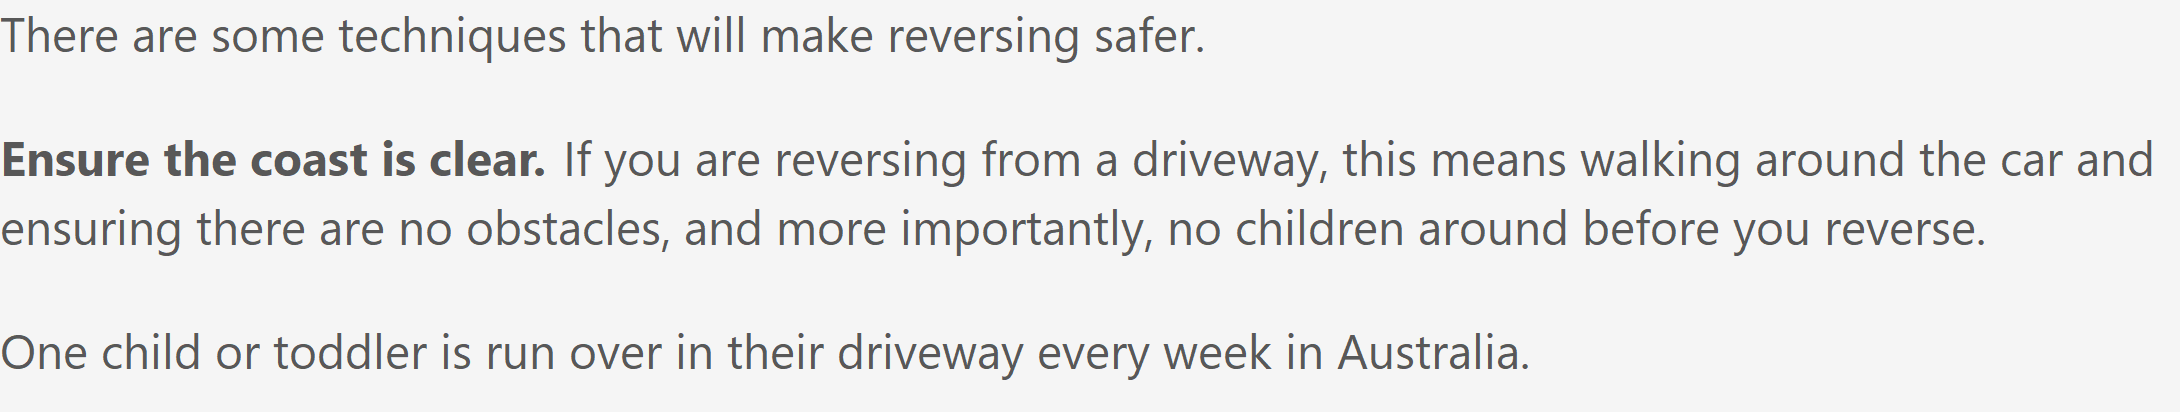 There are some techniques that will make reversing safer.
Ensure the coast is clear. If you are reversing from a driveway, this means walking around the car and
ensuring there are no obstacles, and more importantly, no children around before you reverse.
One child or toddler is run over in their driveway every week in Australia.